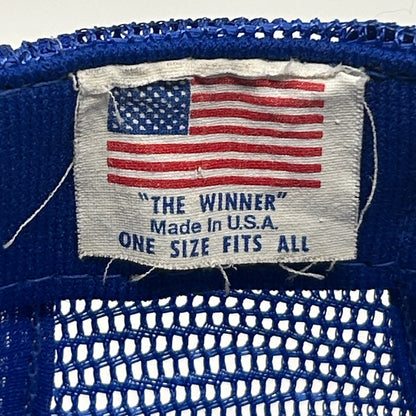 "THE WINNER"
Made In U.S.A.
ONE SIZE FITS ALL